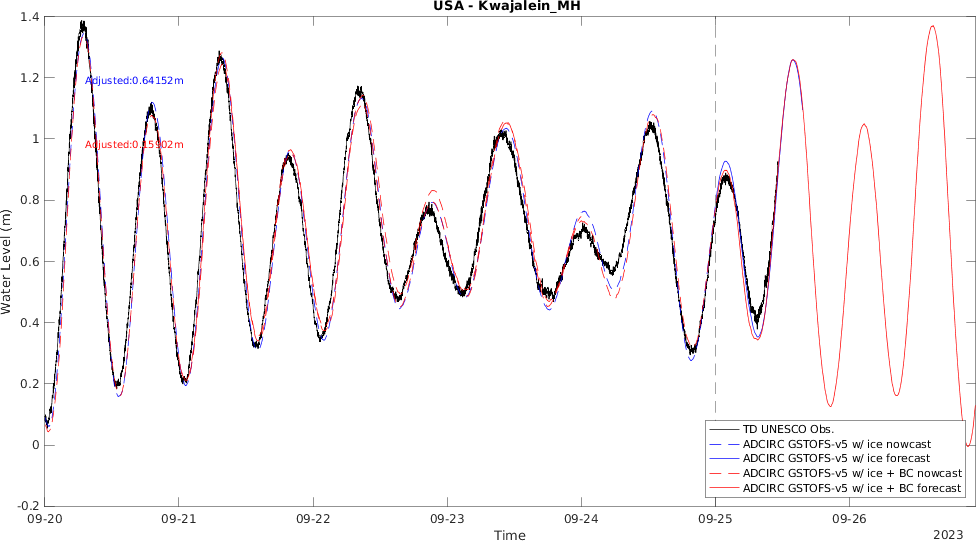 USA - Kwajalein_MH
1.4
1.2
1
0.8
0.6
0.4
0.2
0
-0.2
Water Level (m)
Adjusted:0.64152m
Adjusted:0.15902m
TD UNESCO Obs.
ADCIRC GSTOFS-v5 w/ ice nowcast
ADCIRC GSTOFS-v5 w/ ice forecast
ADCIRC GSTOFS-v5 w/ ice + BC nowcast
ADCIRC GSTOFS-v5 w/ ice + BC forecast
09-20 09-21 09-22 09-23 09-24 09-25 09-26
Time
2023